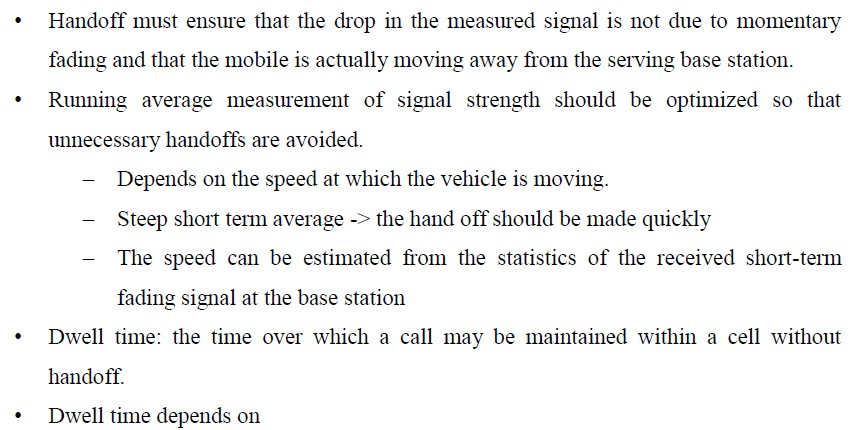 • Handoff must ensure that the drop in the measured signal is not due to momentary
fading and that the mobile is actually moving away from the serving base station.
• Running average measurement of signal strength should be optimized so that
unnecessary handoffs are avoided.
– Depends on the speed at which the vehicle is moving.
– Steep short term average -> the hand off should be made quickly
– The speed can be estimated from the statistics of the received short-term
fading signal at the base station
• Dwell time: the time over which a call may be maintained within a cell without
handoff.
• Dwell time depends on